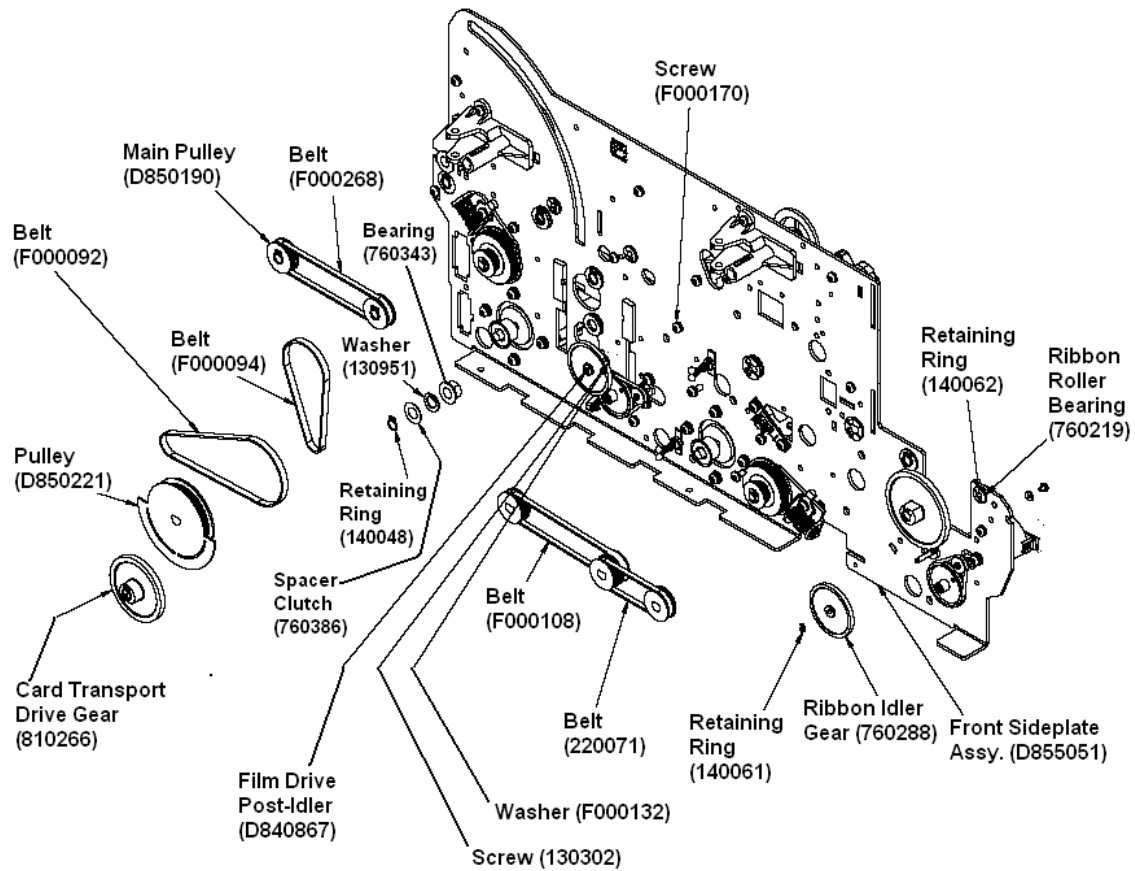 Screw
(F000170)
Main Pulley
(D850190)
Belt
(F000268)
Belt
(F000092)
Bearing
(760343)
Belt
(F000094)
Washer
(130951)
Retaining
Ring
(140062)
Ribbon
Roller
Bearing
(760219)
Pulley
(D850221)
Retaining
Ring
(140048)
Spacer
Clutch
(760386)
Belt
(F000108)
Card Transport
Drive Gear
(810266)
Belt
(220071)
Retaining
Ring
(140061)
Ribbon Idler
Gear (760288)
Front Sideplate
Assy. (D855051)
Film Drive
Post-Idler
(D840867)
Washer (F000132)
Screw (130302)